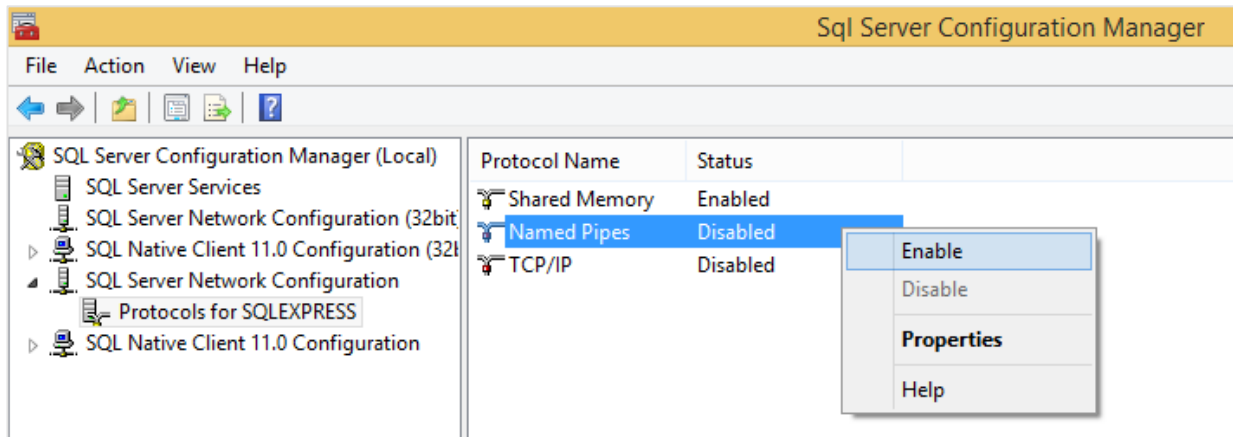 Sql Server Configuration Manager
File Action View Help
SQL Server Configuration Manager (Local)
SQL Server Services
SQL Server Network Configuration (32bit
SQL Native Client 11.0 Configuration (32
SQL Server Network Configuration
Protocols for SQLEXPRESS
SQL Native Client 11.0 Configuration
Protocol Name Status
Shared Memory Enabled
Named Pipes Disabled
TCP/IP Disabled
Enable
Disable
Properties
Help